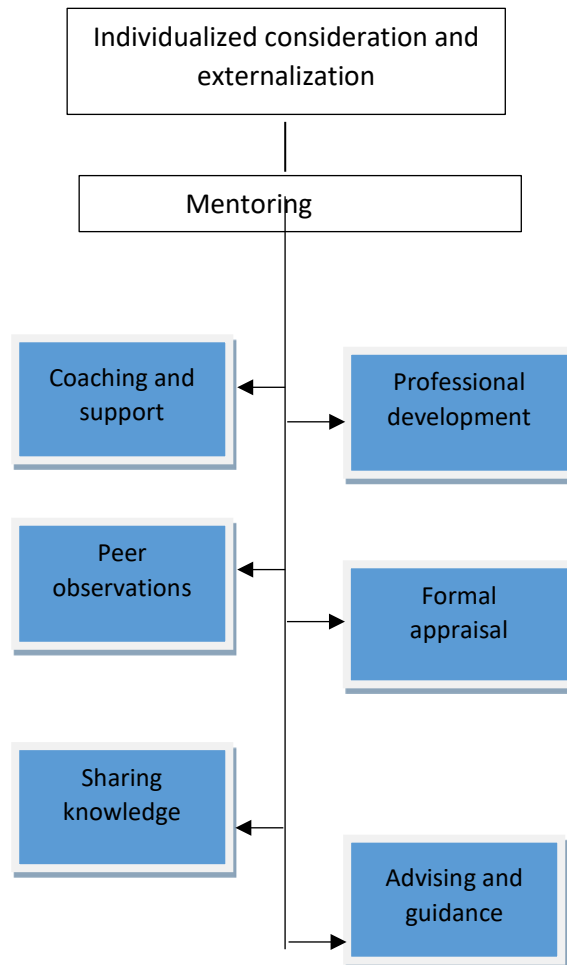 Individualized consideration and
externalization
Mentoring
Coaching and
support
Professional
development
Peer
observations
Formal
appraisal
Sharing
knowledge
Advising and
guidance